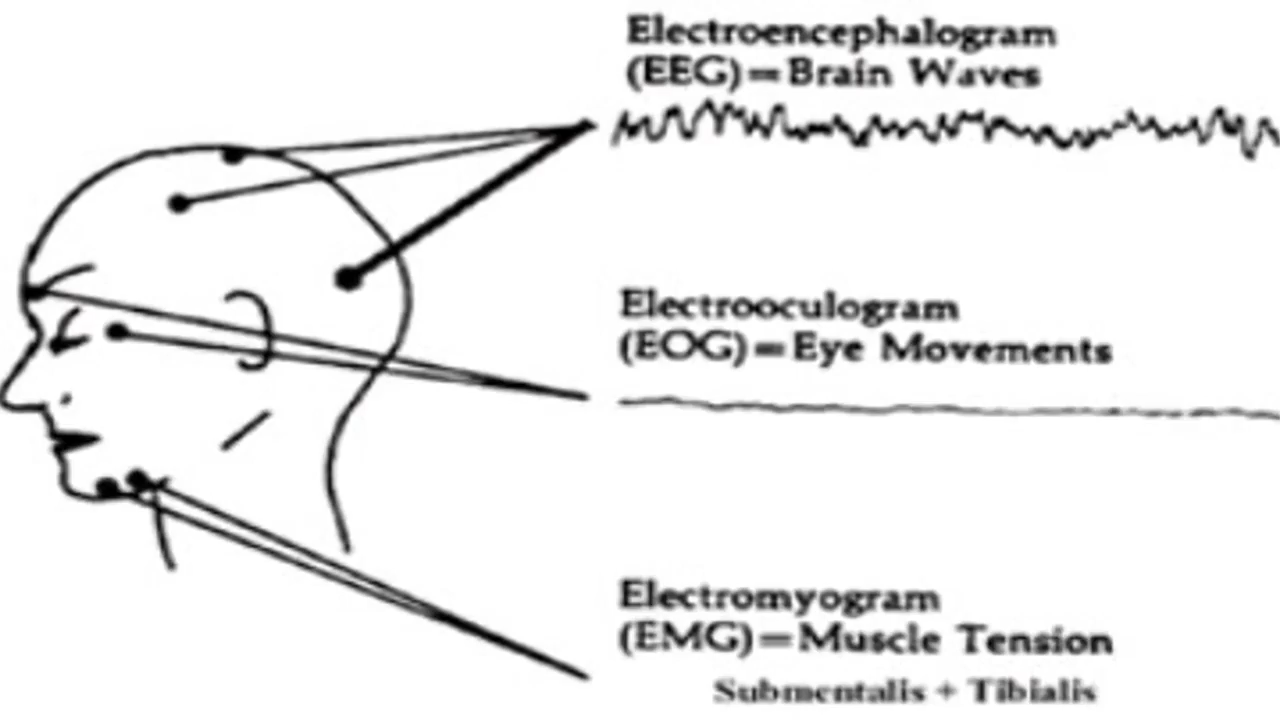 Electroencephalogram
(EEG)=Brain Waves
Electrooculogram
(EOG)=Eye Movements
Electromyogram
(EMG)=Muscle Tension
Submentalis + Tibialis